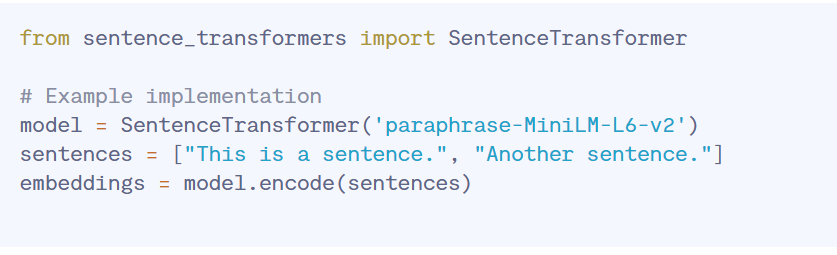 from sentence_transformers import SentenceTransformer
# Example implementation
model = SentenceTransformer('paraphrase-MiniLM-L6-v2')
sentences = ["This is a sentence.", "Another sentence."]
embeddings = model.encode(sentences)